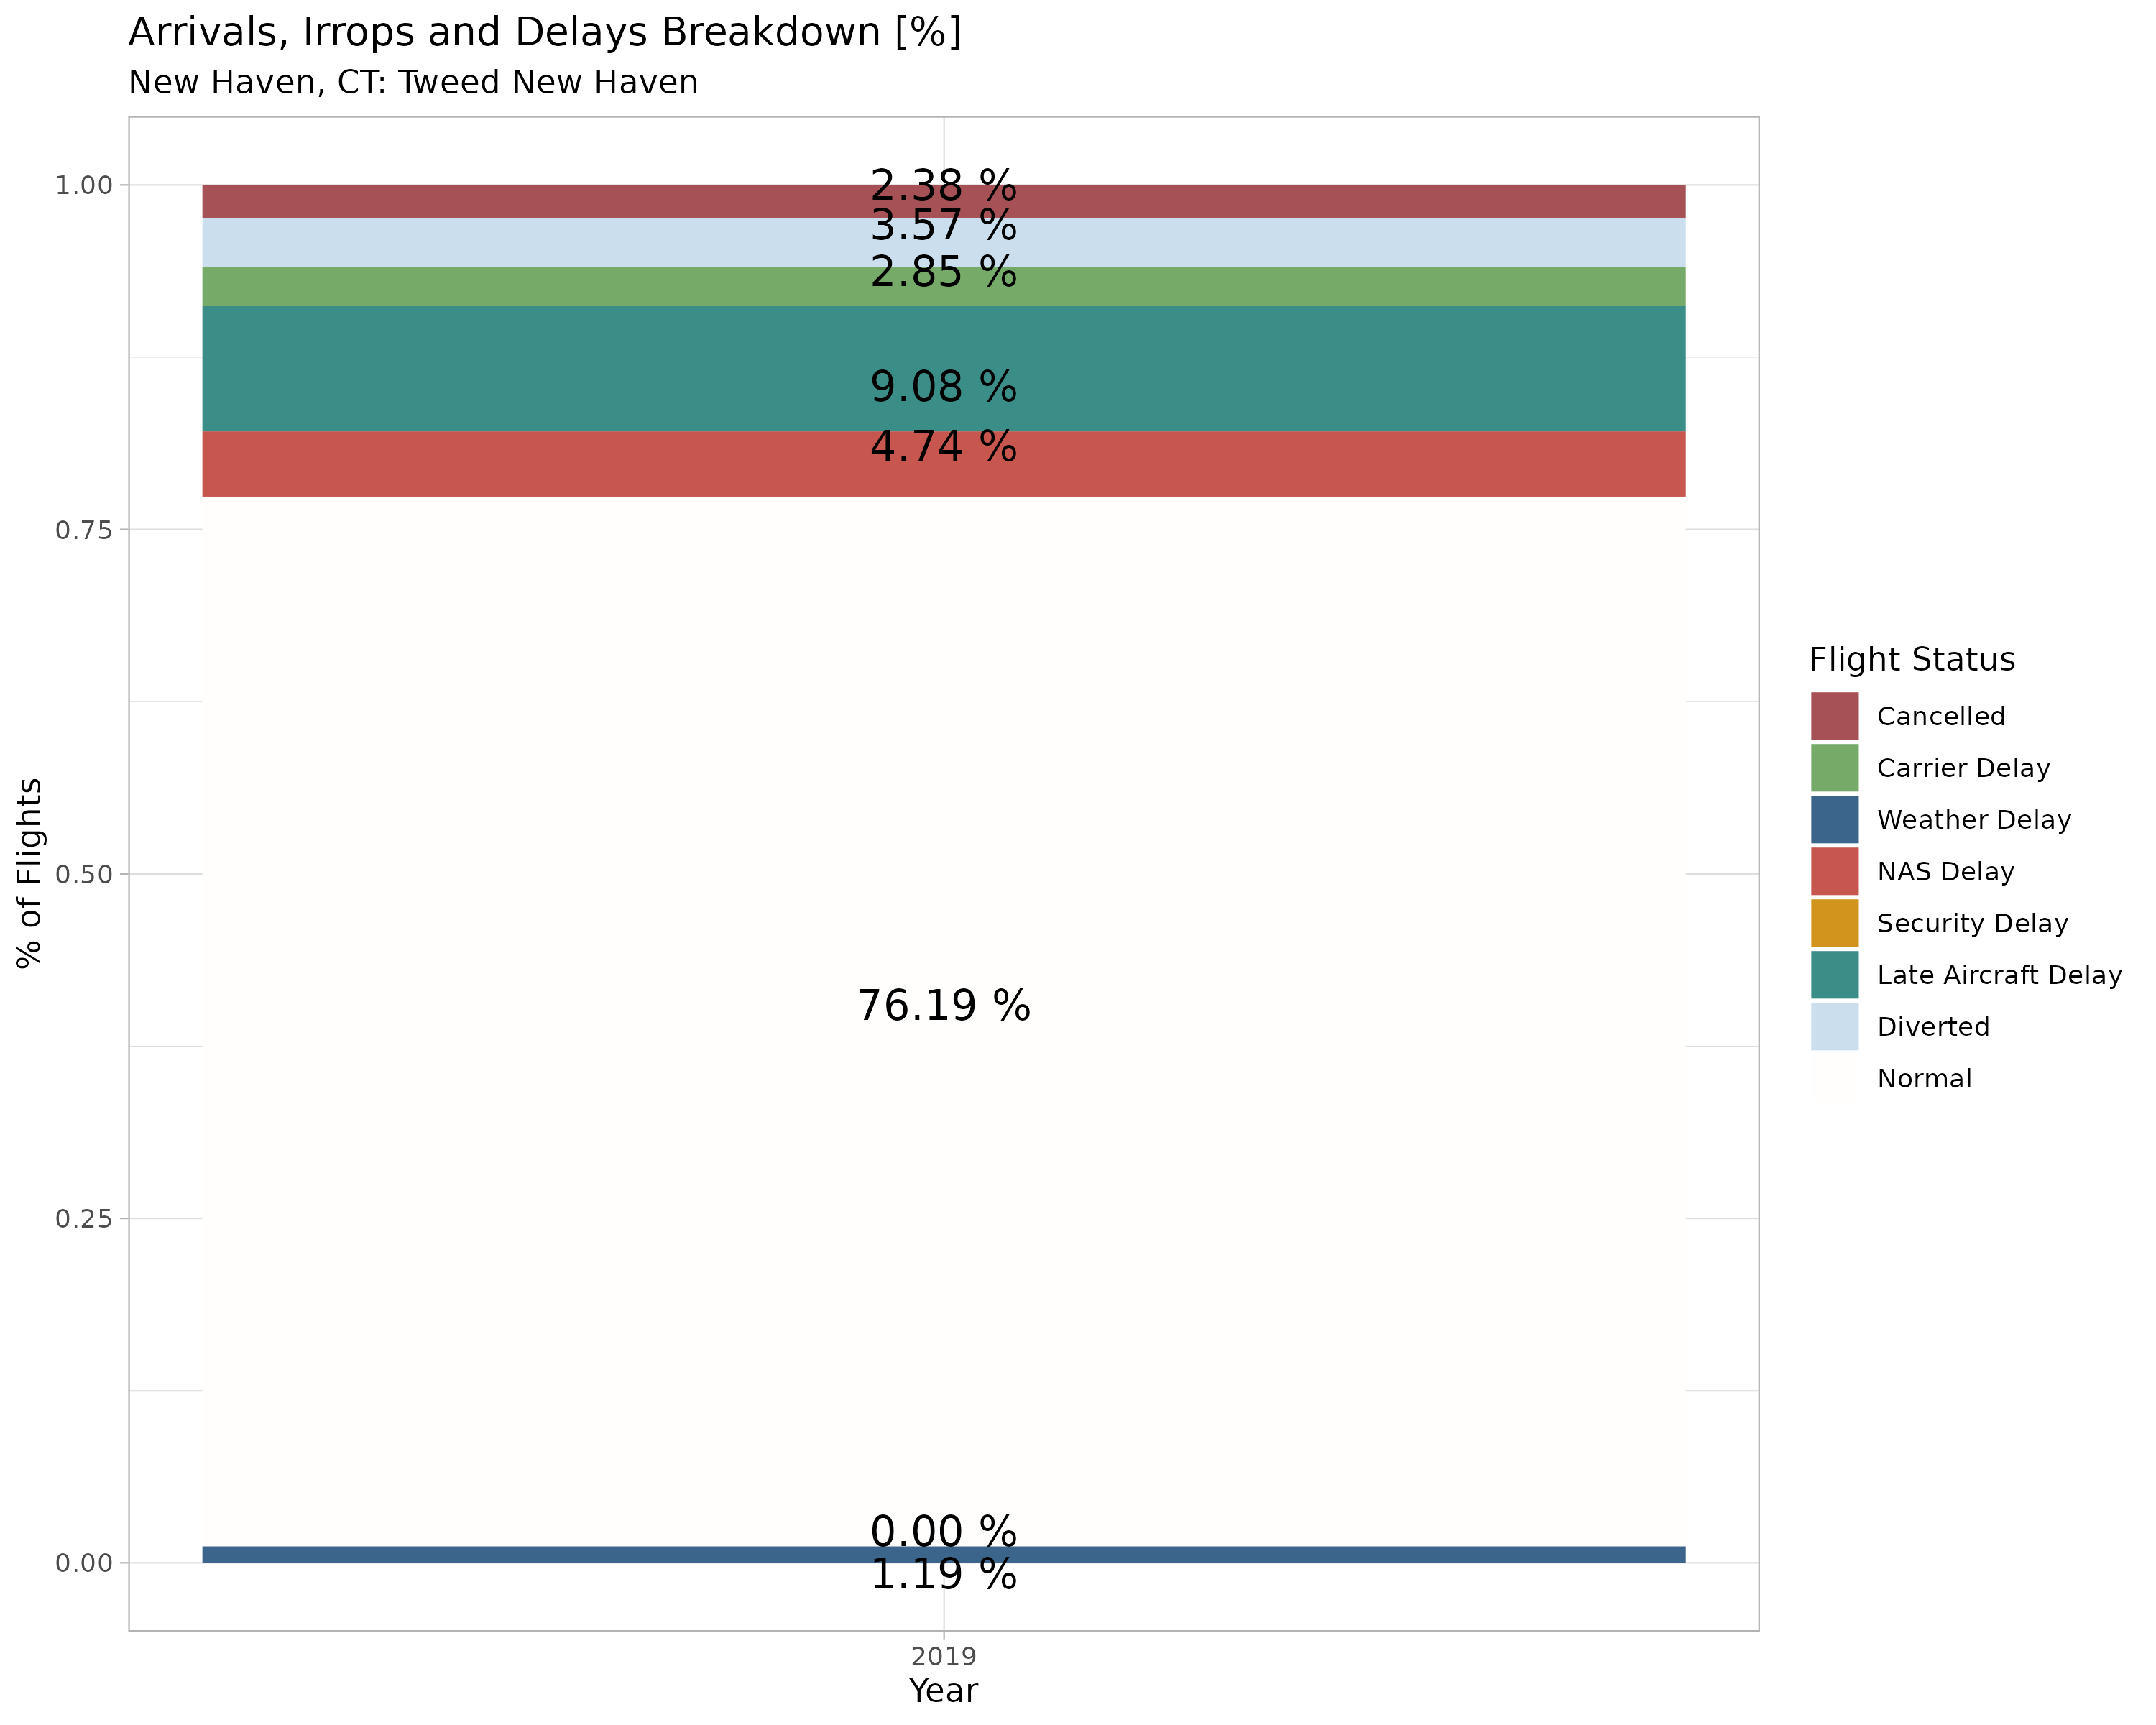 Arrivals, Irrops and Delays Breakdown [%]
New Haven, CT: Tweed New Haven
% of Flights
1.00
0.75
0.50
0.25
0.00
2.38 %
3.57 %
2.85 %
9.08 %
4.74 %
76.19 %
0.00 %
1.19 %
2019
Year
Flight Status
Cancelled
Carrier Delay
Weather Delay
NAS Delay
Security Delay
Late Aircraft Delay
Diverted
Normal